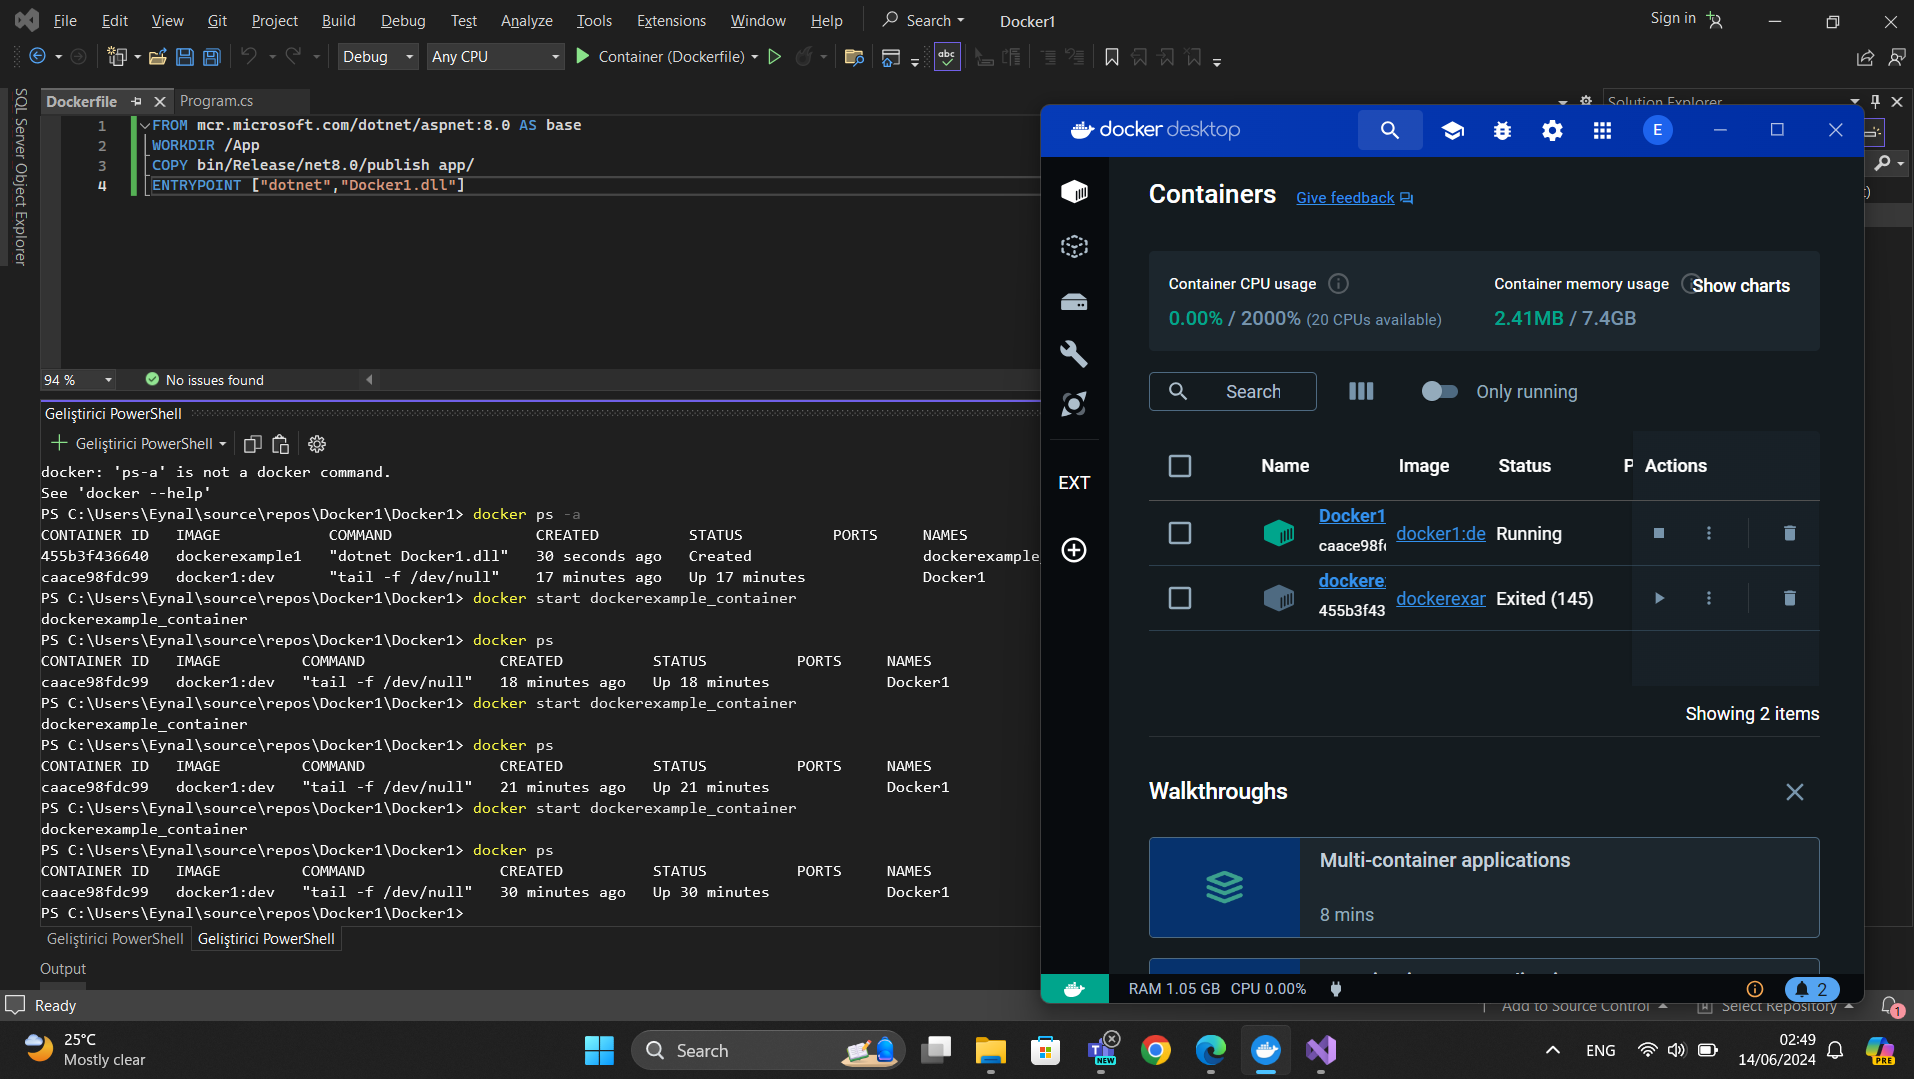 File Edit View Git Project Build Debug Test Analyze Tools Extensions Window Help Search Docker1 Sign in
Debug Any CPU Container (Dockerfile) abc
SQL Server Object Explorer
Dockerfile Program.cs
Solution Explorer
1 FROM mcr.microsoft.com/dotnet/aspnet:8.0 AS base
2 WORKDIR /App
3 COPY bin/Release/net8.0/publish app/
4 ENTRYPOINT ["dotnet","Docker1.dll"]
94 % No issues found
Geliştirici PowerShell
Geliştirici PowerShell
docker: 'ps-a' is not a docker command.
See 'docker --help'
PS C:\Users\Eynal\source\repos\Docker1\Docker1> docker ps -a
CONTAINER ID IMAGE COMMAND CREATED STATUS PORTS NAMES
455b3f436640 dockerexample1 "dotnet Docker1.dll" 30 seconds ago Created dockerexample_
caace98fdc99 docker1:dev "tail -f /dev/null" 17 minutes ago Up 17 minutes Docker1
PS C:\Users\Eynal\source\repos\Docker1\Docker1> docker start dockerexample_container
dockerexample_container
PS C:\Users\Eynal\source\repos\Docker1\Docker1> docker ps
CONTAINER ID IMAGE COMMAND CREATED STATUS PORTS NAMES
caace98fdc99 docker1:dev "tail -f /dev/null" 18 minutes ago Up 18 minutes Docker1
PS C:\Users\Eynal\source\repos\Docker1\Docker1> docker start dockerexample_container
dockerexample_container
PS C:\Users\Eynal\source\repos\Docker1\Docker1> docker ps
CONTAINER ID IMAGE COMMAND CREATED STATUS PORTS NAMES
caace98fdc99 docker1:dev "tail -f /dev/null" 21 minutes ago Up 21 minutes Docker1
PS C:\Users\Eynal\source\repos\Docker1\Docker1> docker start dockerexample_container
dockerexample_container
PS C:\Users\Eynal\source\repos\Docker1\Docker1> docker ps
CONTAINER ID IMAGE COMMAND CREATED STATUS PORTS NAMES
caace98fdc99 docker1:dev "tail -f /dev/null" 30 minutes ago Up 30 minutes Docker1
PS C:\Users\Eynal\source\repos\Docker1\Docker1>
Geliştirici PowerShell Geliştirici PowerShell
Output
Ready
docker desktop E
Containers Give feedback
Container CPU usage Container memory usage Show charts
0.00% / 2000% (20 CPUs available) 2.41MB / 7.4GB
Search Only running
EXT
Name Image Status P Actions
Docker1
caace98f docker1:de Running
dockere
455b3f43 dockerexar Exited (145)
Showing 2 items
Walkthroughs
Multi-container applications
8 mins
RAM 1.05 GB CPU 0.00% 2
Add to Source Control Select Repository 1
25°C
Mostly clear
Search
NEW
ENG
02:49
14/06/2024
PRE